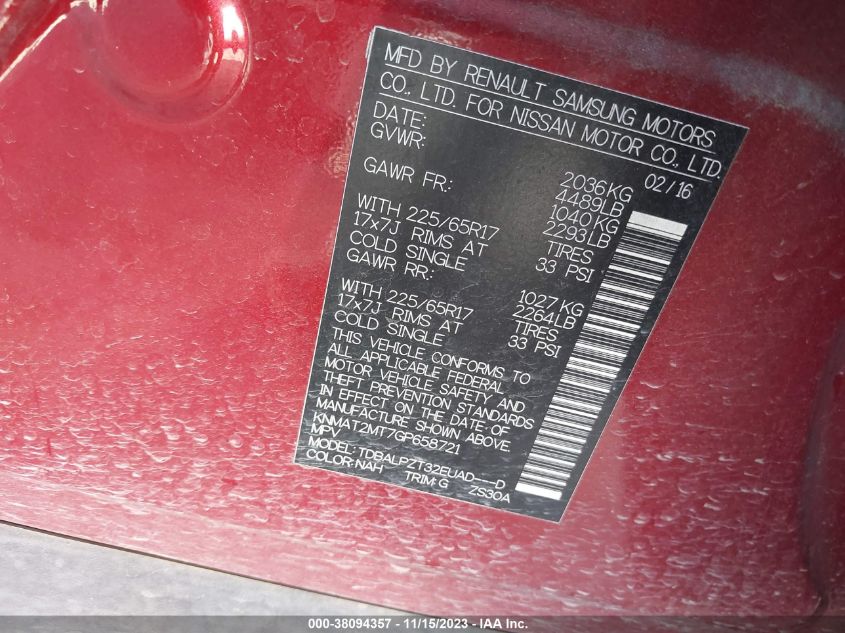 MFD BY RENAULT SAMSUNG MOTORS
CO., LTD. FOR NISSAN MOTOR CO., LTD.
DATE: 02/16
GVWR: 2036KG
4489LB
GAWR FR: 1040KG
2293LB
WITH 225/65R17 TIRES
17x7J RIMS AT 33 PSI
COLD SINGLE
GAWR RR: 1027KG
2264LB
WITH 225/65R17 TIRES
17x7J RIMS AT 33 PSI
COLD SINGLE
THIS VEHICLE CONFORMS TO
ALL APPLICABLE FEDERAL
MOTOR VEHICLE SAFETY AND
THEFT PREVENTION STANDARDS
IN EFFECT ON THE DATE OF
MANUFACTURE SHOWN ABOVE.
KNMAT2MT7GP658721
MPV
MODEL: TDBALPZT32EUAD---D
COLOR:NAH TRIM:G ZS30A
000-38094357 - 11/15/2023 - IAA Inc.